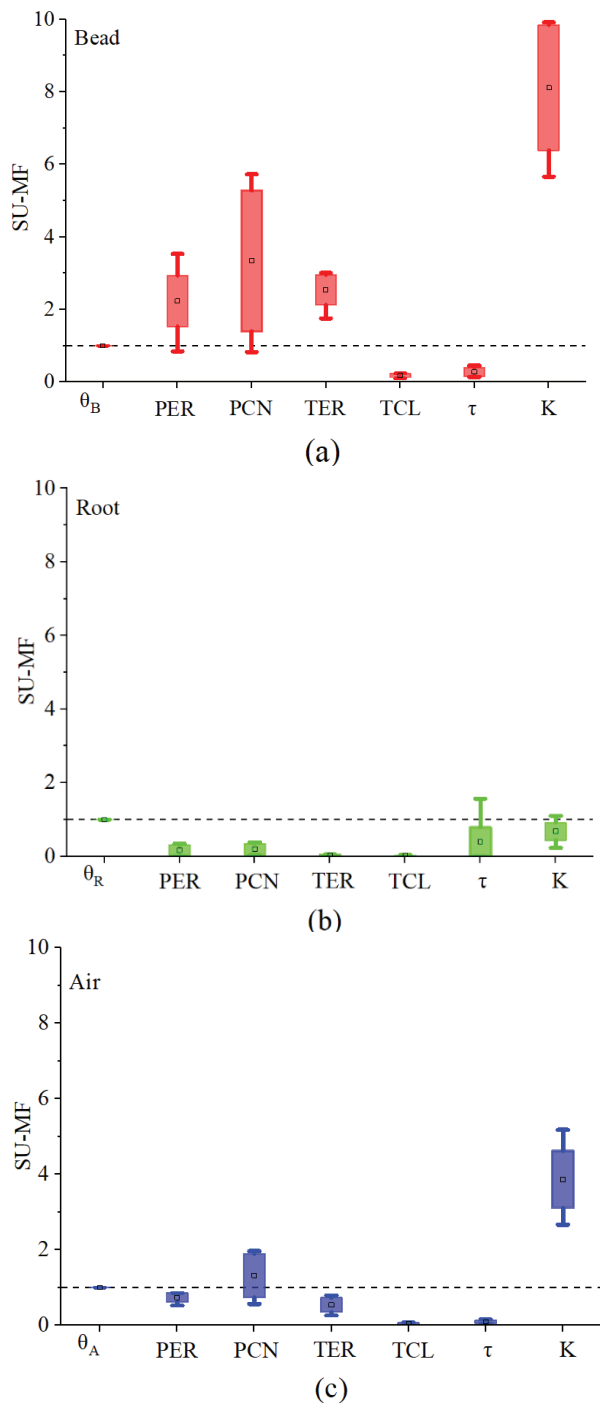 Bead
10
8
6
4
2
0
SU-MF
θB PER PCN TER TCL τ K
(a)
Root
10
8
6
4
2
0
SU-MF
θR PER PCN TER TCL τ K
(b)
Air
10
8
6
4
2
0
SU-MF
θA PER PCN TER TCL τ K
(c)